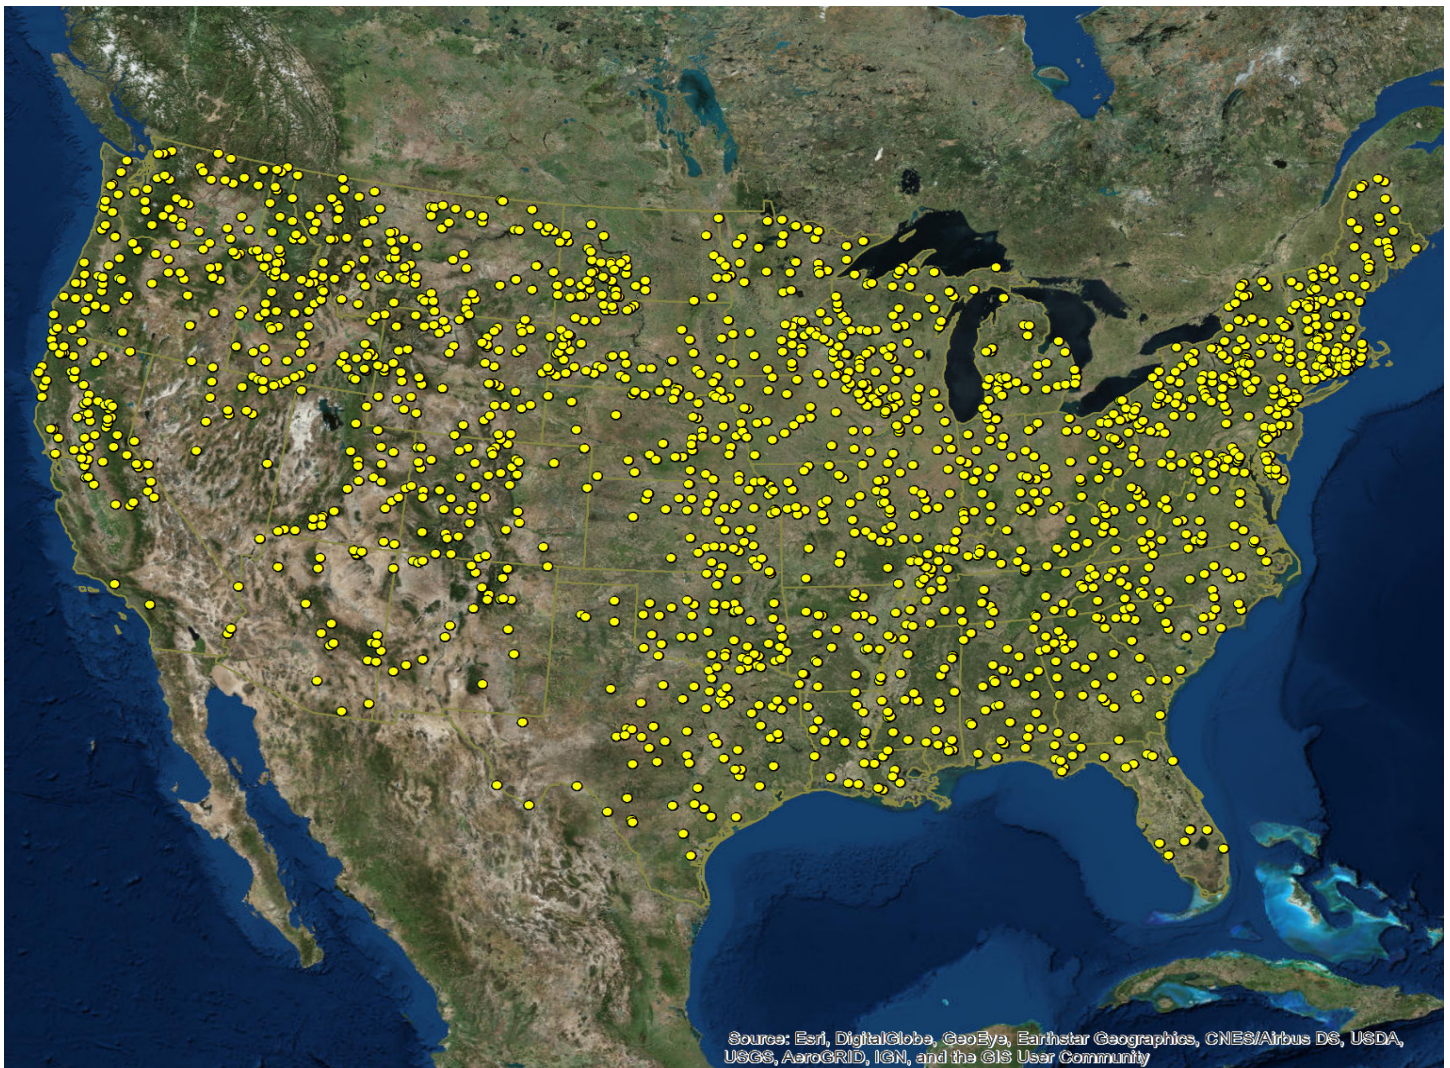 Source: Esri, DigitalGlobe, GeoEye, Earthstar Geographics, CNES/Airbus DS, USDA,
USGS, AeroGRID, IGN, and the GIS User Community